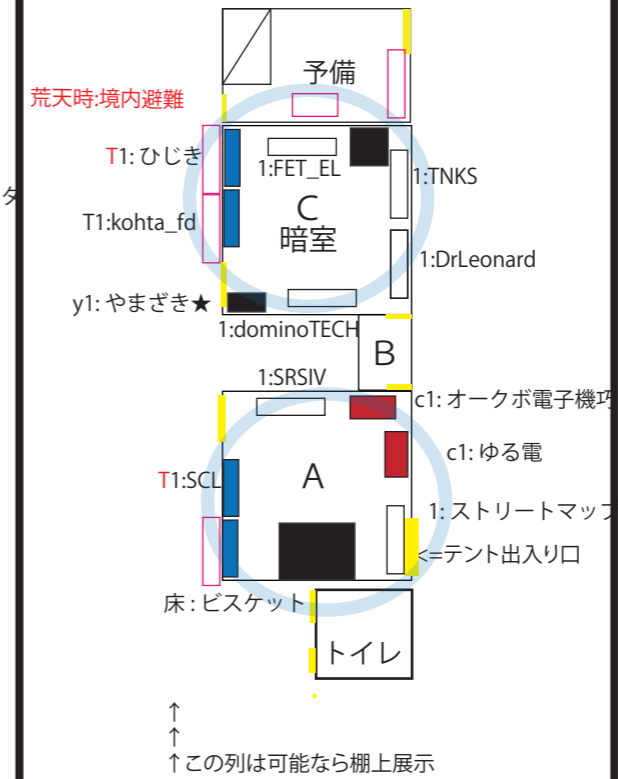 予備
荒天時:境内避難
T1: ひじき
1:FET_EL
1:TNKS
タ
T1:kohta_fd
C
暗室
1:DrLeonard
y1: やまざき★
1:dominoTECH
B
1:SRSIV
c1: オークボ電子機巧
c1: ゆる電
T1:SCL
A
1: ストリートマップ
<=テント出入り口
床 : ビスケット
トイレ
↑
↑
↑この列は可能なら棚上展示